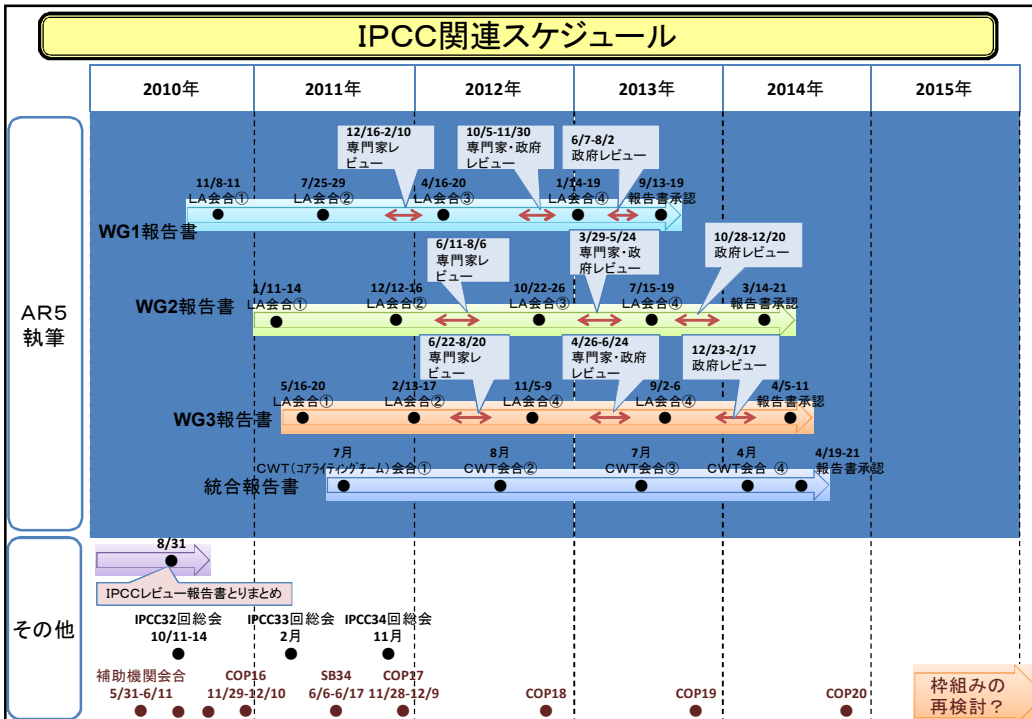 IPCC関連スケジュール
2010年
2011年
2012年
2013年
2014年
2015年
AR5
執筆
12/16-2/10
専門家レ
ビュー
10/5-11/30
専門家・政府
レビュー
6/7-8/2
政府レビュー
11/8-11
LA会合①
7/25-29
LA会合②
4/16-20
LA会合③
1/14-19
LA会合④
9/13-19
報告書承認
WG1報告書
6/11-8/6
専門家レ
ビュー
3/29-5/24
専門家・政
府レビュー
10/28-12/20
政府レビュー
1/11-14
LA会合①
12/12-16
LA会合②
10/22-26
LA会合③
7/15-19
LA会合④
3/14-21
報告書承認
WG2報告書
6/22-8/20
専門家レ
ビュー
4/26-6/24
専門家・政府
レビュー
12/23-2/17
政府レビュー
5/16-20
LA会合①
2/13-17
LA会合②
11/5-9
LA会合④
9/2-6
LA会合④
4/5-11
報告書承認
WG3報告書
7月
CWT(コアライティングチーム)会合①
8月
CWT会合②
7月
CWT会合③
4月
CWT会合 ④
4/19-21
報告書承認
統合報告書
その他
8/31
IPCCレビュー報告書とりまとめ
IPCC32回総会
10/11-14
IPCC33回総会
2月
IPCC34回総会
11月
補助機関会合
5/31-6/11
COP16
11/29-12/10
SB34
6/6-6/17
COP17
11/28-12/9
COP18
COP19
COP20
枠組みの
再検討？